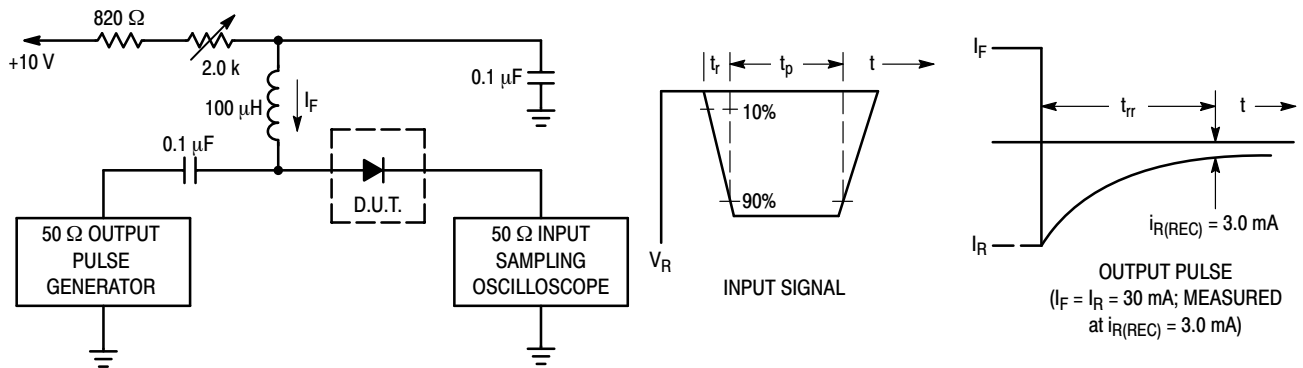 820 Ω
+10 V
2.0 k
100 μH
I_F
0.1 μF
0.1 μF
D.U.T.
50 Ω OUTPUT
PULSE
GENERATOR
50 Ω INPUT
SAMPLING
OSCILLOSCOPE
t_r
t_p
t
10%
90%
V_R
INPUT SIGNAL
I_F
t_rr
t
I_R
i_R(REC) = 3.0 mA
OUTPUT PULSE
(I_F = I_R = 30 mA; MEASURED
at i_R(REC) = 3.0 mA)